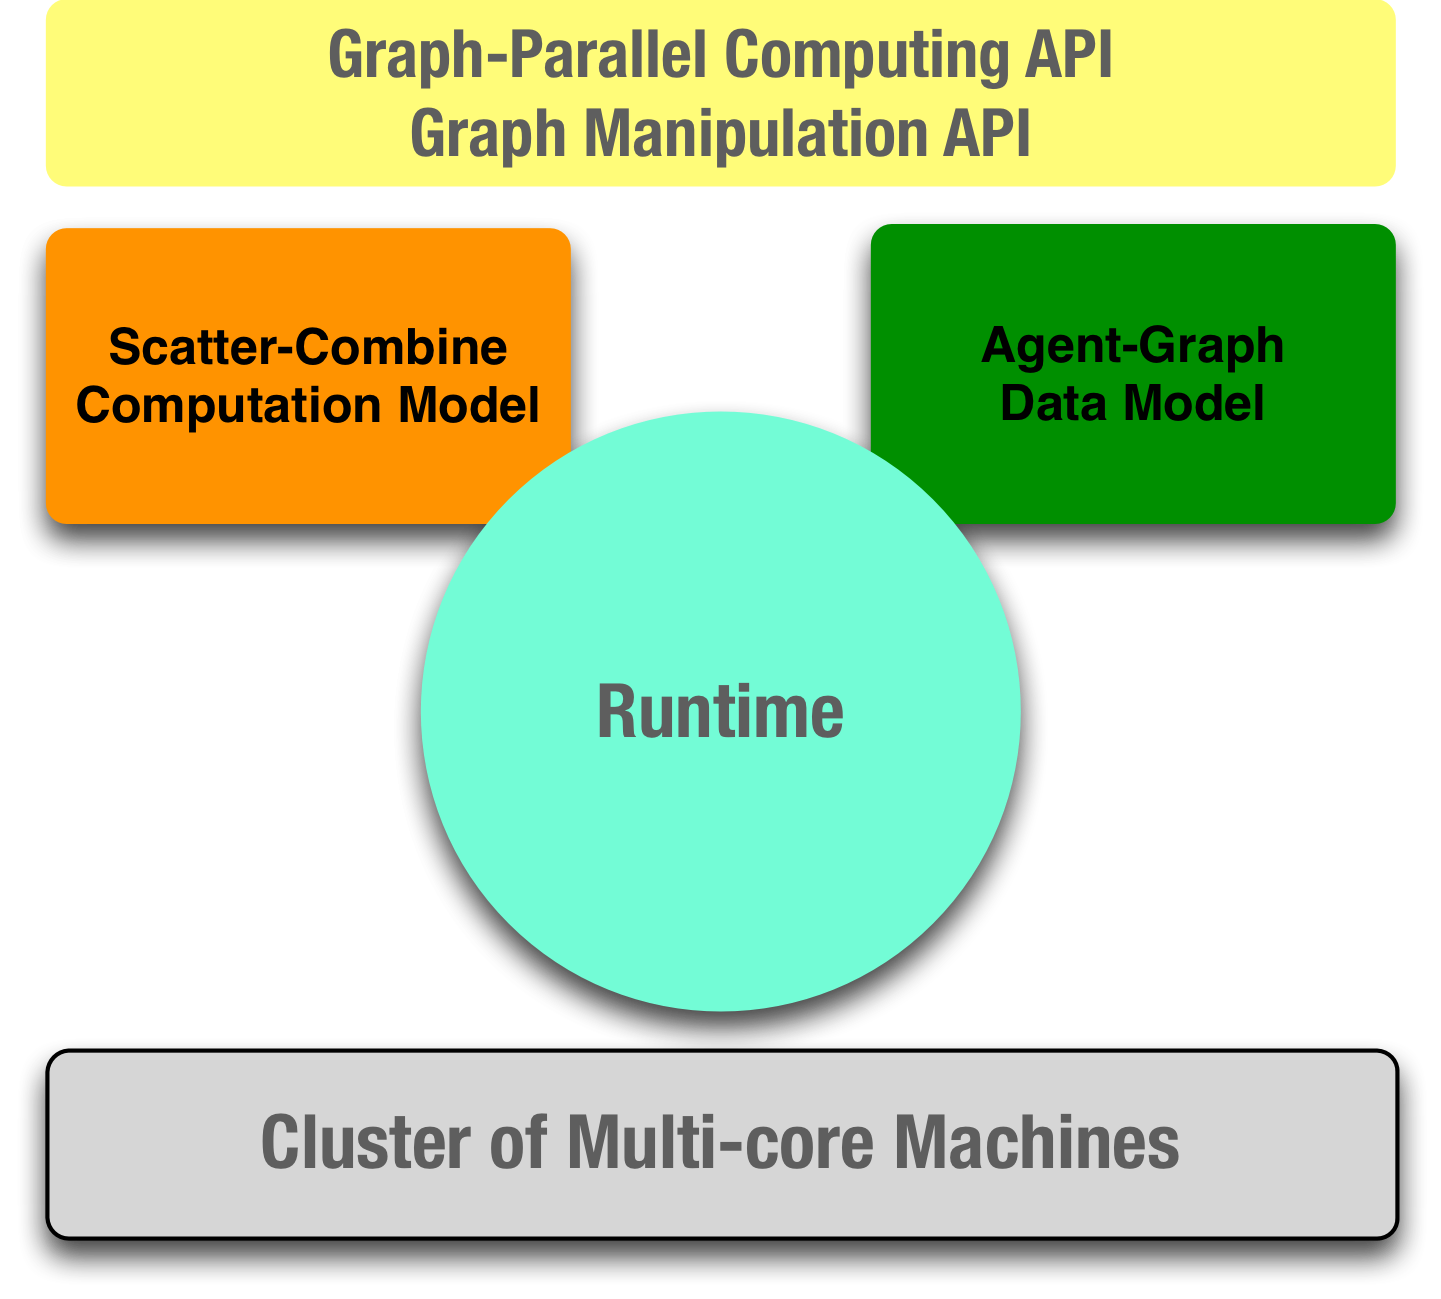 Graph-Parallel Computing API
Graph Manipulation API
Scatter-Combine
Computation Model
Agent-Graph
Data Model
Runtime
Cluster of Multi-core Machines